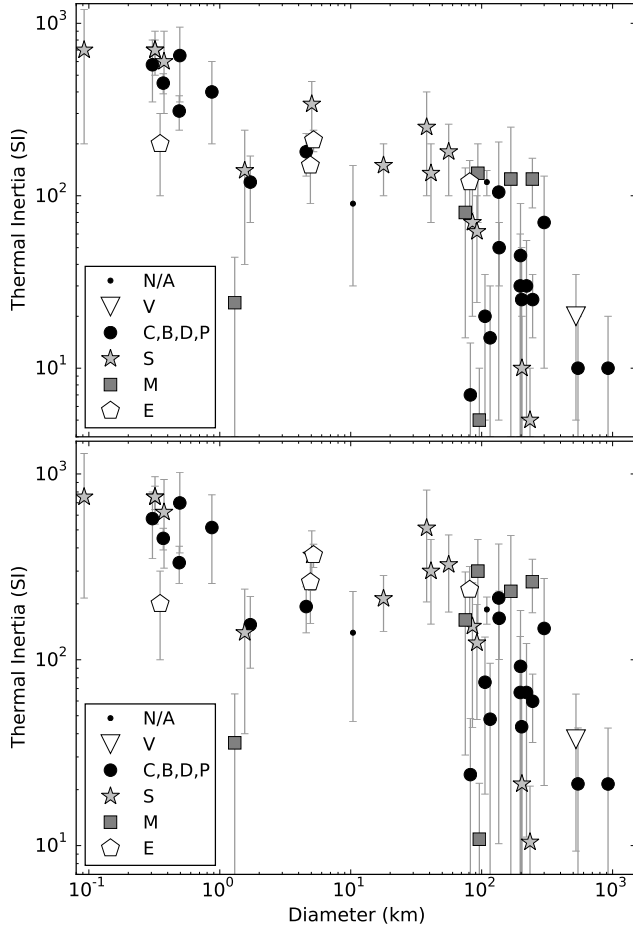 10³
10²
10¹
Thermal Inertia (SI)
N/A
V
C,B,D,P
S
M
E
10³
10²
10¹
Thermal Inertia (SI)
N/A
V
C,B,D,P
S
M
E
10⁻¹ 10⁰ 10¹ 10² 10³
Diameter (km)